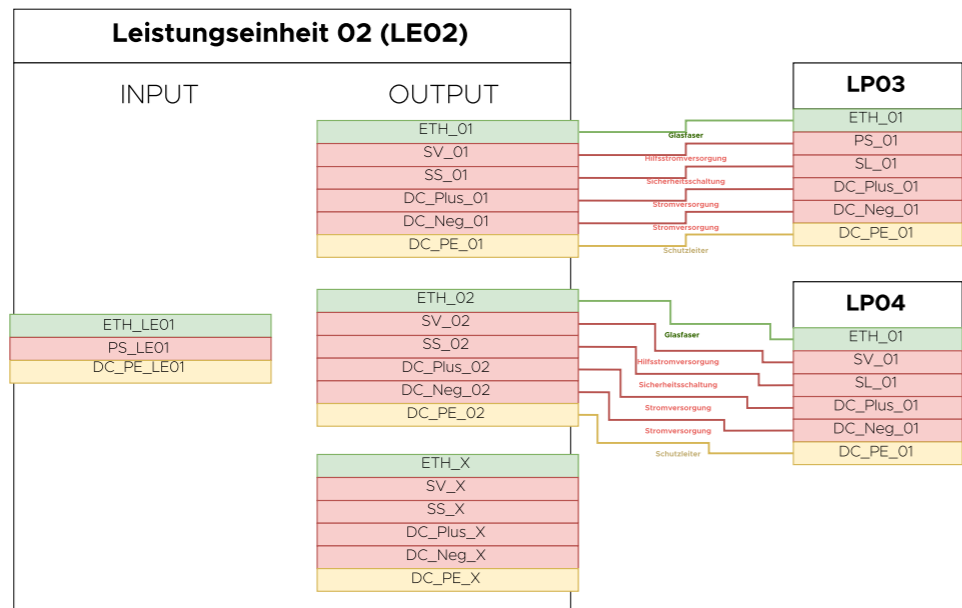 Leistungseinheit 02 (LE02)
INPUT
OUTPUT
ETH_LE01
PS_LE01
DC_PE_LE01
ETH_01
SV_01
SS_01
DC_Plus_01
DC_Neg_01
DC_PE_01
ETH_02
SV_02
SS_02
DC_Plus_02
DC_Neg_02
DC_PE_02
ETH_X
SV_X
SS_X
DC_Plus_X
DC_Neg_X
DC_PE_X
Glasfaser
Hilfsstromversorgung
Sicherheitsschaltung
Stromversorgung
Stromversorgung
Schutzleiter
Glasfaser
Hilfsstromversorgung
Sicherheitsschaltung
Stromversorgung
Stromversorgung
Schutzleiter
LP03
ETH_01
PS_01
SL_01
DC_Plus_01
DC_Neg_01
DC_PE_01
LP04
ETH_01
SV_01
SL_01
DC_Plus_01
DC_Neg_01
DC_PE_01